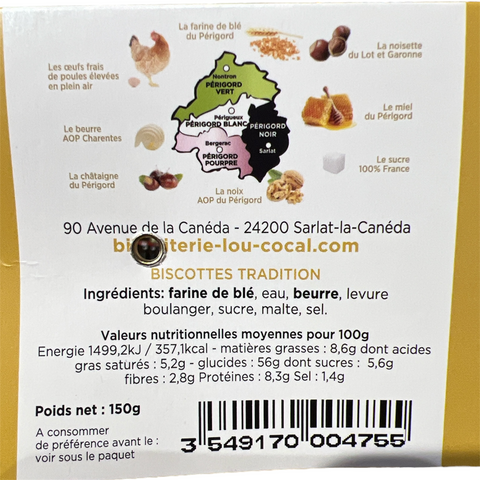 La farine de blé
du Périgord
La noisette
du Lot et Garonne
Les œufs frais
de poules élevées
en plein air
Nontron
PÉRIGORD
VERT
Le miel
du Périgord
Périgueux
PÉRIGORD BLANC
PÉRIGORD
NOIR
Sarlat
Le beurre
AOP Charentes
Bergerac
PÉRIGORD
POURPRE
Le sucre
100% France
La châtaigne
du Périgord
La noix
AOP du Périgord
90 Avenue de la Canéda - 24200 Sarlat-la-Canéda
BISCOTTES TRADITION
Ingrédients: farine de blé, eau, beurre, levure
boulanger, sucre, malte, sel.
Valeurs nutritionnelles moyennes pour 100g
Energie 1499,2kJ / 357,1kcal - matières grasses : 8,6g dont acides
gras saturés : 5,2g - glucides : 56g dont sucres : 5,6g
fibres : 2,8g Protéines : 8,3g Sel : 1,4g
Poids net : 150g
A consommer
de préférence avant le :
voir sous le paquet
3 549170 004755